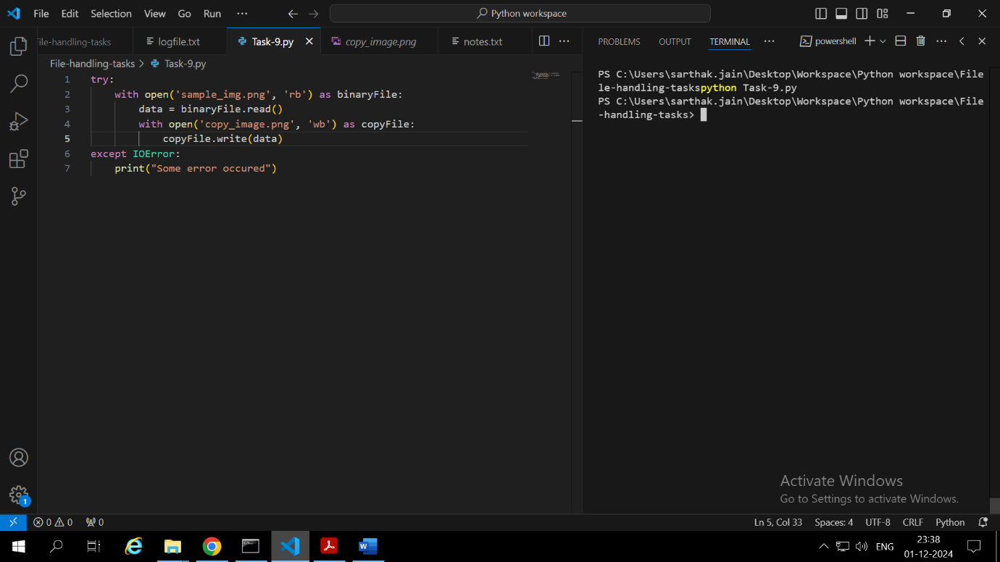 File Edit Selection View Go Run ··· Python workspace
File-handling-tasks logfile.txt Task-9.py copy_image.png notes.txt
PROBLEMS OUTPUT TERMINAL ··· powershell
File-handling-tasks > Task-9.py
1 try:
2 with open('sample_img.png', 'rb') as binaryFile:
3 data = binaryFile.read()
4 with open('copy_image.png', 'wb') as copyFile:
5 copyFile.write(data)
6 except IOError:
7 print("Some error occured")
PS C:\Users\sarthak.jain\Desktop\Workspace\Python workspace\File
le-handling-taskspython Task-9.py
PS C:\Users\sarthak.jain\Desktop\Workspace\Python workspace\File
-handling-tasks>
Activate Windows
Go to Settings to activate Windows.
1
0 0 0 Ln 5, Col 33 Spaces: 4 UTF-8 CRLF Python
ENG 23:38
01-12-2024